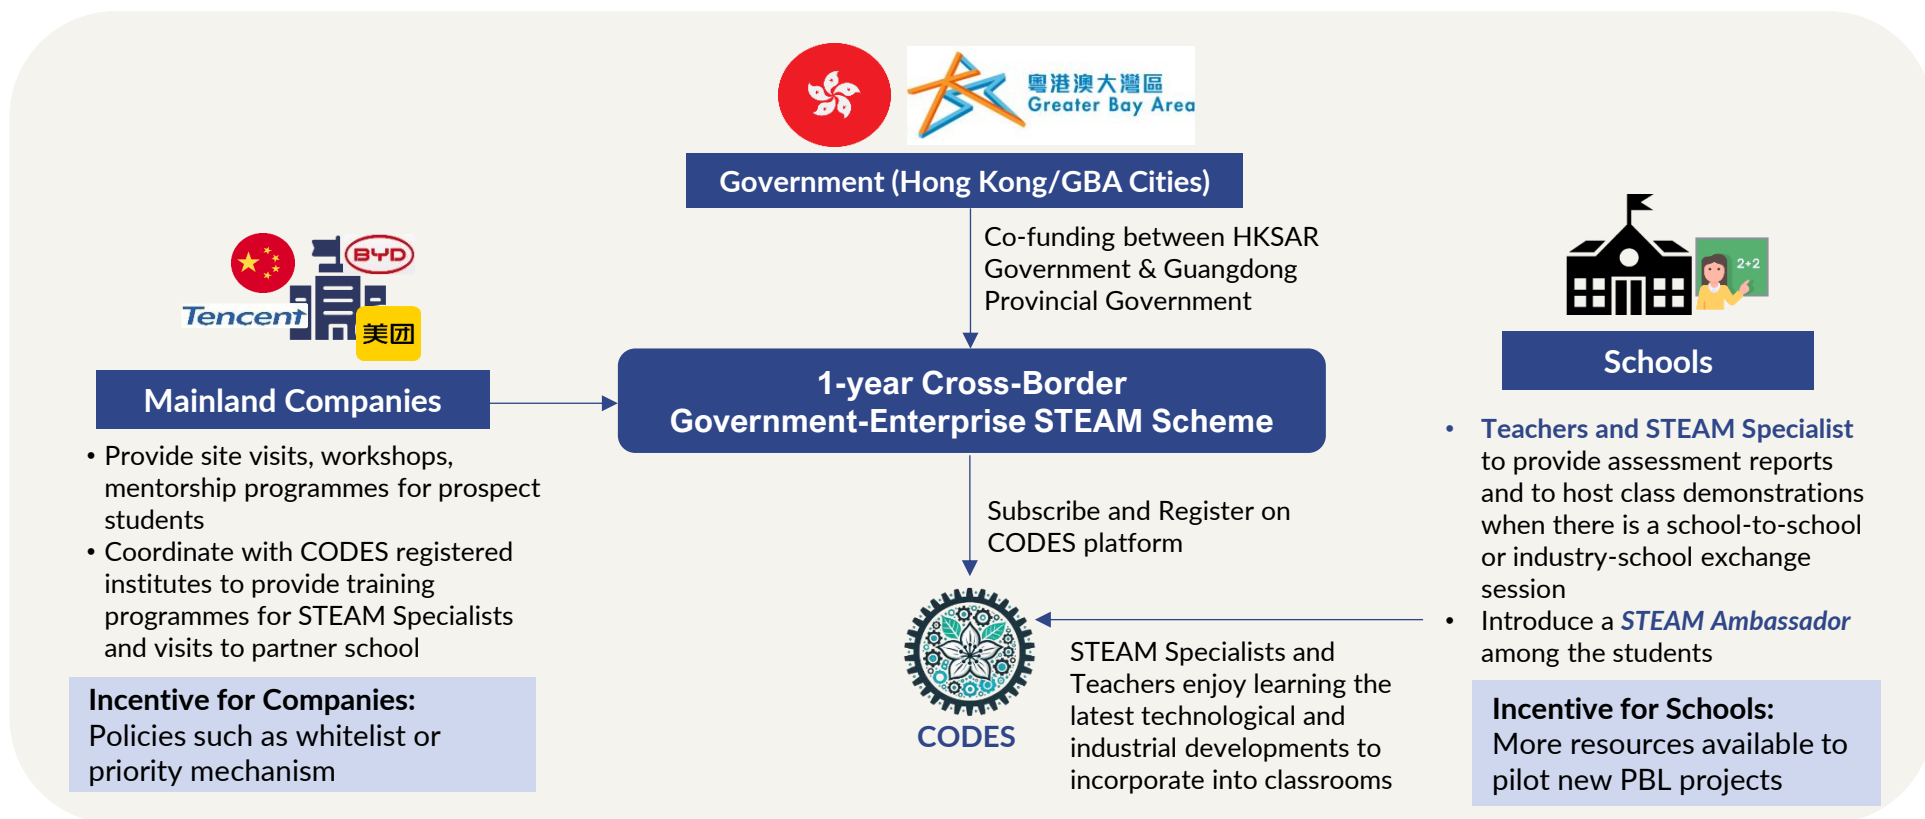 粵港澳大灣區
Greater Bay Area
Government (Hong Kong/GBA Cities)
Co-funding between HKSAR
Government & Guangdong
Provincial Government
BYD
Tencent
美团
Mainland Companies
• Provide site visits, workshops,
mentorship programmes for prospect
students
• Coordinate with CODES registered
institutes to provide training
programmes for STEAM Specialists
and visits to partner school
Incentive for Companies:
Policies such as whitelist or
priority mechanism
1-year Cross-Border
Government-Enterprise STEAM Scheme
Subscribe and Register on
CODES platform
CODES
STEAM Specialists and
Teachers enjoy learning the
latest technological and
industrial developments to
incorporate into classrooms
2+2
Schools
• Teachers and STEAM Specialist
to provide assessment reports
and to host class demonstrations
when there is a school-to-school
or industry-school exchange
session
• Introduce a STEAM Ambassador
among the students
Incentive for Schools:
More resources available to
pilot new PBL projects